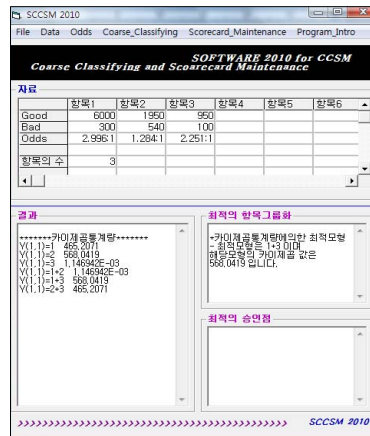 SCCSM 2010
File Data Odds Coarse_Classifying Scorecard_Maintenance Program_Intro
SOFTWARE 2010 for CCSM
Coarse Classifying and Scoarecard Maintenance
자료
항목1 항목2 항목3 항목4 항목5 항목6
Good 6000 1950 950
Bad 300 540 100
Odds 2.996:1 1.284:1 2.251:1
항목의 수 3
결과
*******카이제곱통계량*******
Y(1,1)=1 465.2071
Y(1,1)=2 568.0419
Y(1,1)=3 1.146942E-03
Y(1,1)=1+2 1.146942E-03
Y(1,1)=1+3 568.0419
Y(1,1)=2+3 465.2071
최적의 항목그룹화
*카이제곱통계량에의한 최적모형
- 최적모형은 1+3 이며
해당모형의 카이제곱 값은
568.0419 입니다.
최적의 승인점
SCCSM 2010